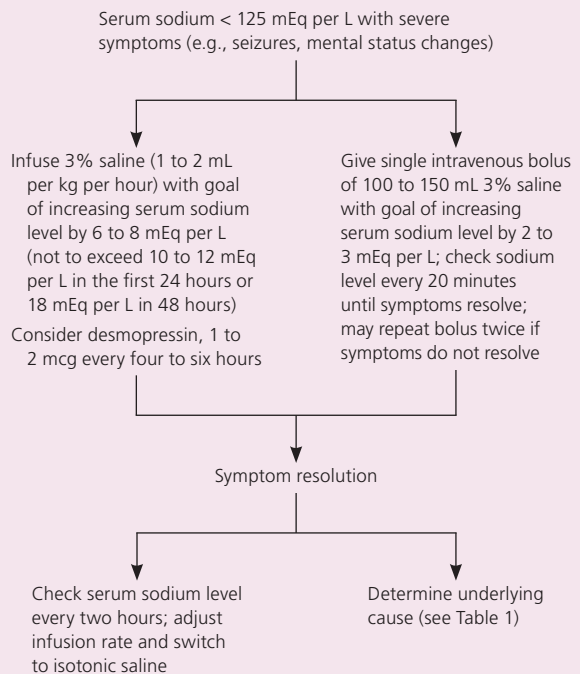 Serum sodium < 125 mEq per L with severe
symptoms (e.g., seizures, mental status changes)
Infuse 3% saline (1 to 2 mL
per kg per hour) with goal
of increasing serum sodium
level by 6 to 8 mEq per L
(not to exceed 10 to 12 mEq
per L in the first 24 hours or
18 mEq per L in 48 hours)
Consider desmopressin, 1 to
2 mcg every four to six hours
Give single intravenous bolus
of 100 to 150 mL 3% saline
with goal of increasing
serum sodium level by 2 to
3 mEq per L; check sodium
level every 20 minutes
until symptoms resolve;
may repeat bolus twice if
symptoms do not resolve
Symptom resolution
Check serum sodium level
every two hours; adjust
infusion rate and switch
to isotonic saline
Determine underlying
cause (see Table 1)